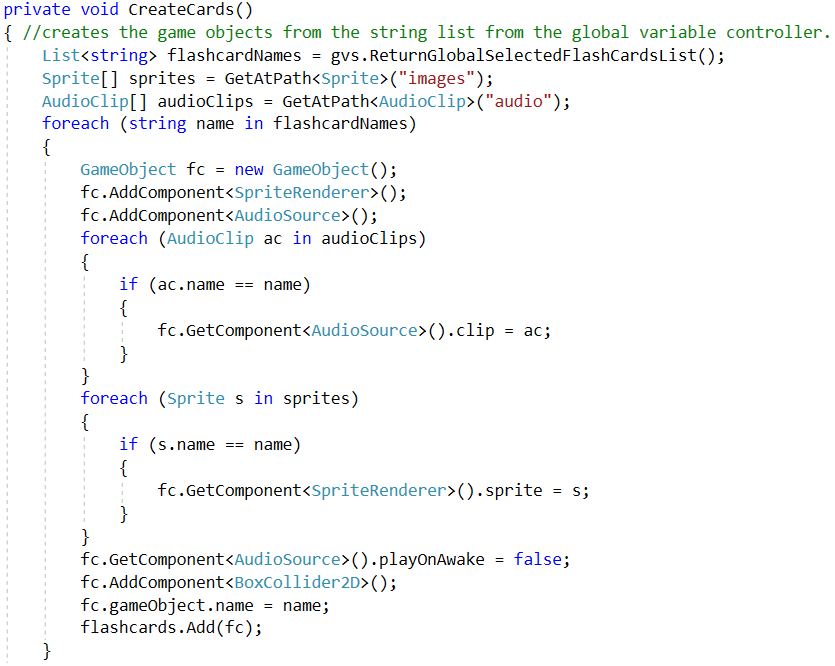 private void CreateCards()
{ //creates the game objects from the string list from the global variable controller.
    List<string> flashcardNames = gvs.ReturnGlobalSelectedFlashCardsList();
    Sprite[] sprites = GetAtPath<Sprite>("images");
    AudioClip[] audioClips = GetAtPath<AudioClip>("audio");
    foreach (string name in flashcardNames)
    {
        GameObject fc = new GameObject();
        fc.AddComponent<SpriteRenderer>();
        fc.AddComponent<AudioSource>();
        foreach (AudioClip ac in audioClips)
        {
            if (ac.name == name)
            {
                fc.GetComponent<AudioSource>().clip = ac;
            }
        }
        foreach (Sprite s in sprites)
        {
            if (s.name == name)
            {
                fc.GetComponent<SpriteRenderer>().sprite = s;
            }
        }
        fc.GetComponent<AudioSource>().playOnAwake = false;
        fc.AddComponent<BoxCollider2D>();
        fc.gameObject.name = name;
        flashcards.Add(fc);
    }